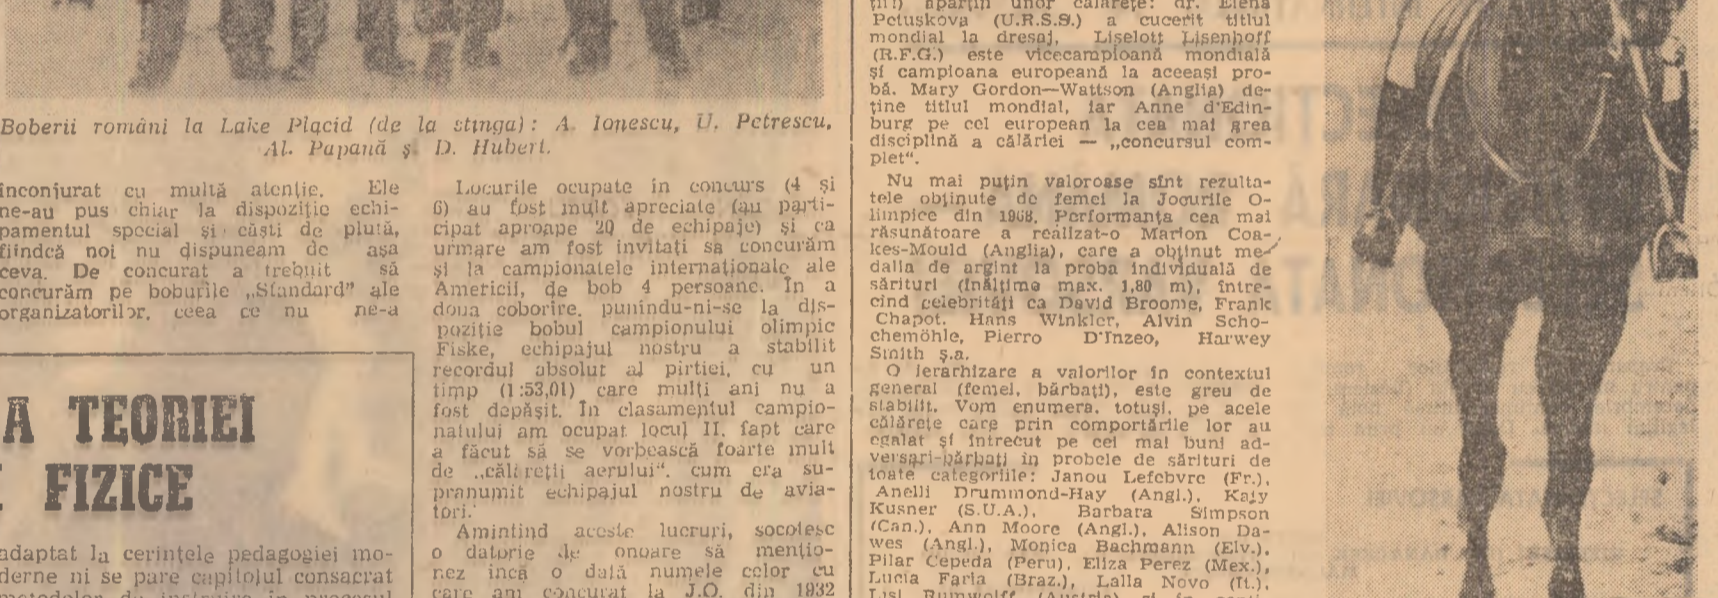 Boberii români la Lake Placid (de la stînga): A. Ionescu, U. Petrescu,
Al. Papană ș. D. Hubert.
înconjurat cu multă atenție. Ele
ne-au pus chiar la dispoziție echi-
pamentul special și căști de plută,
fiindcă noi nu dispuneam de așa
ceva. De concurat a trebuit să
concurăm pe boburile „Standard" ale
organizatorilor, ceea ce nu ne-a
A TEORIEI
FIZICE
adaptat la cerințele pedagogiei mo-
derne ni se pare capitolul consacrat
Locurile ocupate în concurs (4 și
6) au fost mult apreciate (au parti-
cipat aproape 20 de echipaje) și ca
urmare am fost invitați să concurăm
și la campionatele internaționale ale
Americii, de bob 4 persoane. În a
doua coborîre, punîndu-ni-se la dis-
poziție bobul campionului olimpic
Fiske, echipajul nostru a stabilit
recordul absolut al pîrtiei, cu un
timp (1:53,01) care mulți ani nu a
fost depășit. În clasamentul campio-
natului am ocupat locul II, fapt care
a făcut să se vorbească foarte mult
de „călăreții aerului", cum era su-
pranumit echipajul nostru de avia-
tori.
Amintind aceste lucruri, socotesc
o datorie de onoare să mențio-
nez încă o dată numele celor cu
care am concurat la J.O. din 1932
ții) aparțin unor călărețe: dr. Elena
Petușkova (U.R.S.S.) a cucerit titlul
mondial la dresaj, Liselott Lisenhoff
(R.F.G.) este vicecampioană mondială
și campioana europeană la aceeași pro-
bă. Mary Gordon—Wattson (Anglia) de-
ține titlul mondial, iar Anne d'Edin-
burg pe cel european la cea mai grea
disciplină a călăriei — „concursul com-
plet".
Nu mai puțin valoroase sînt rezulta-
tele obținute de femei la Jocurile O-
limpice din 1968. Performanța cea mai
răsunătoare a realizat-o Marion Coa-
kes-Mould (Anglia), care a obținut me-
dalia de argint la proba individuală de
sărituri (înălțime max. 1,80 m), între-
cînd celebrități ca David Broome, Frank
Chapot, Hans Winkler, Alvin Scho-
chemöhle, Pierro D'Inzeo, Harwey
Smith ș.a.
O ierarhizare a valorilor în contextul
general (femei, bărbați), este greu de
stabilit. Vom enumera, totuși, pe acele
călărețe care prin comportările lor au
egalat și întrecut pe cei mai buni ad-
versari-bărbați în probele de sărituri de
toate categoriile: Janou Lefebvre (Fr.),
Anelli Drummond-Hay (Angl.), Katy
Kusner (S.U.A.), Barbara Simpson
(Can.), Ann Moore (Angl.), Alison Da-
wes (Angl.), Monica Bachmann (Elv.),
Pilar Cepeda (Peru), Eliza Perez (Mex.),
Lucia Faria (Braz.), Lalla Novo (It.),